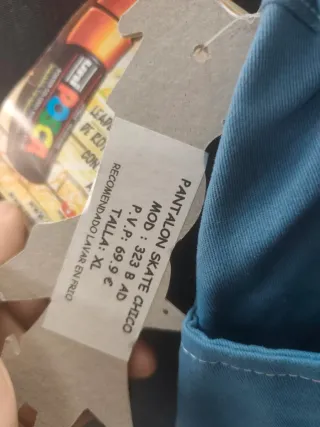 PANTALON SKATE CHICO
MOD : 323 B AD
P.V.P: 69.9 €
TALLA: XL
RECOMENDADO LAVAR EN FRIO
POSCA